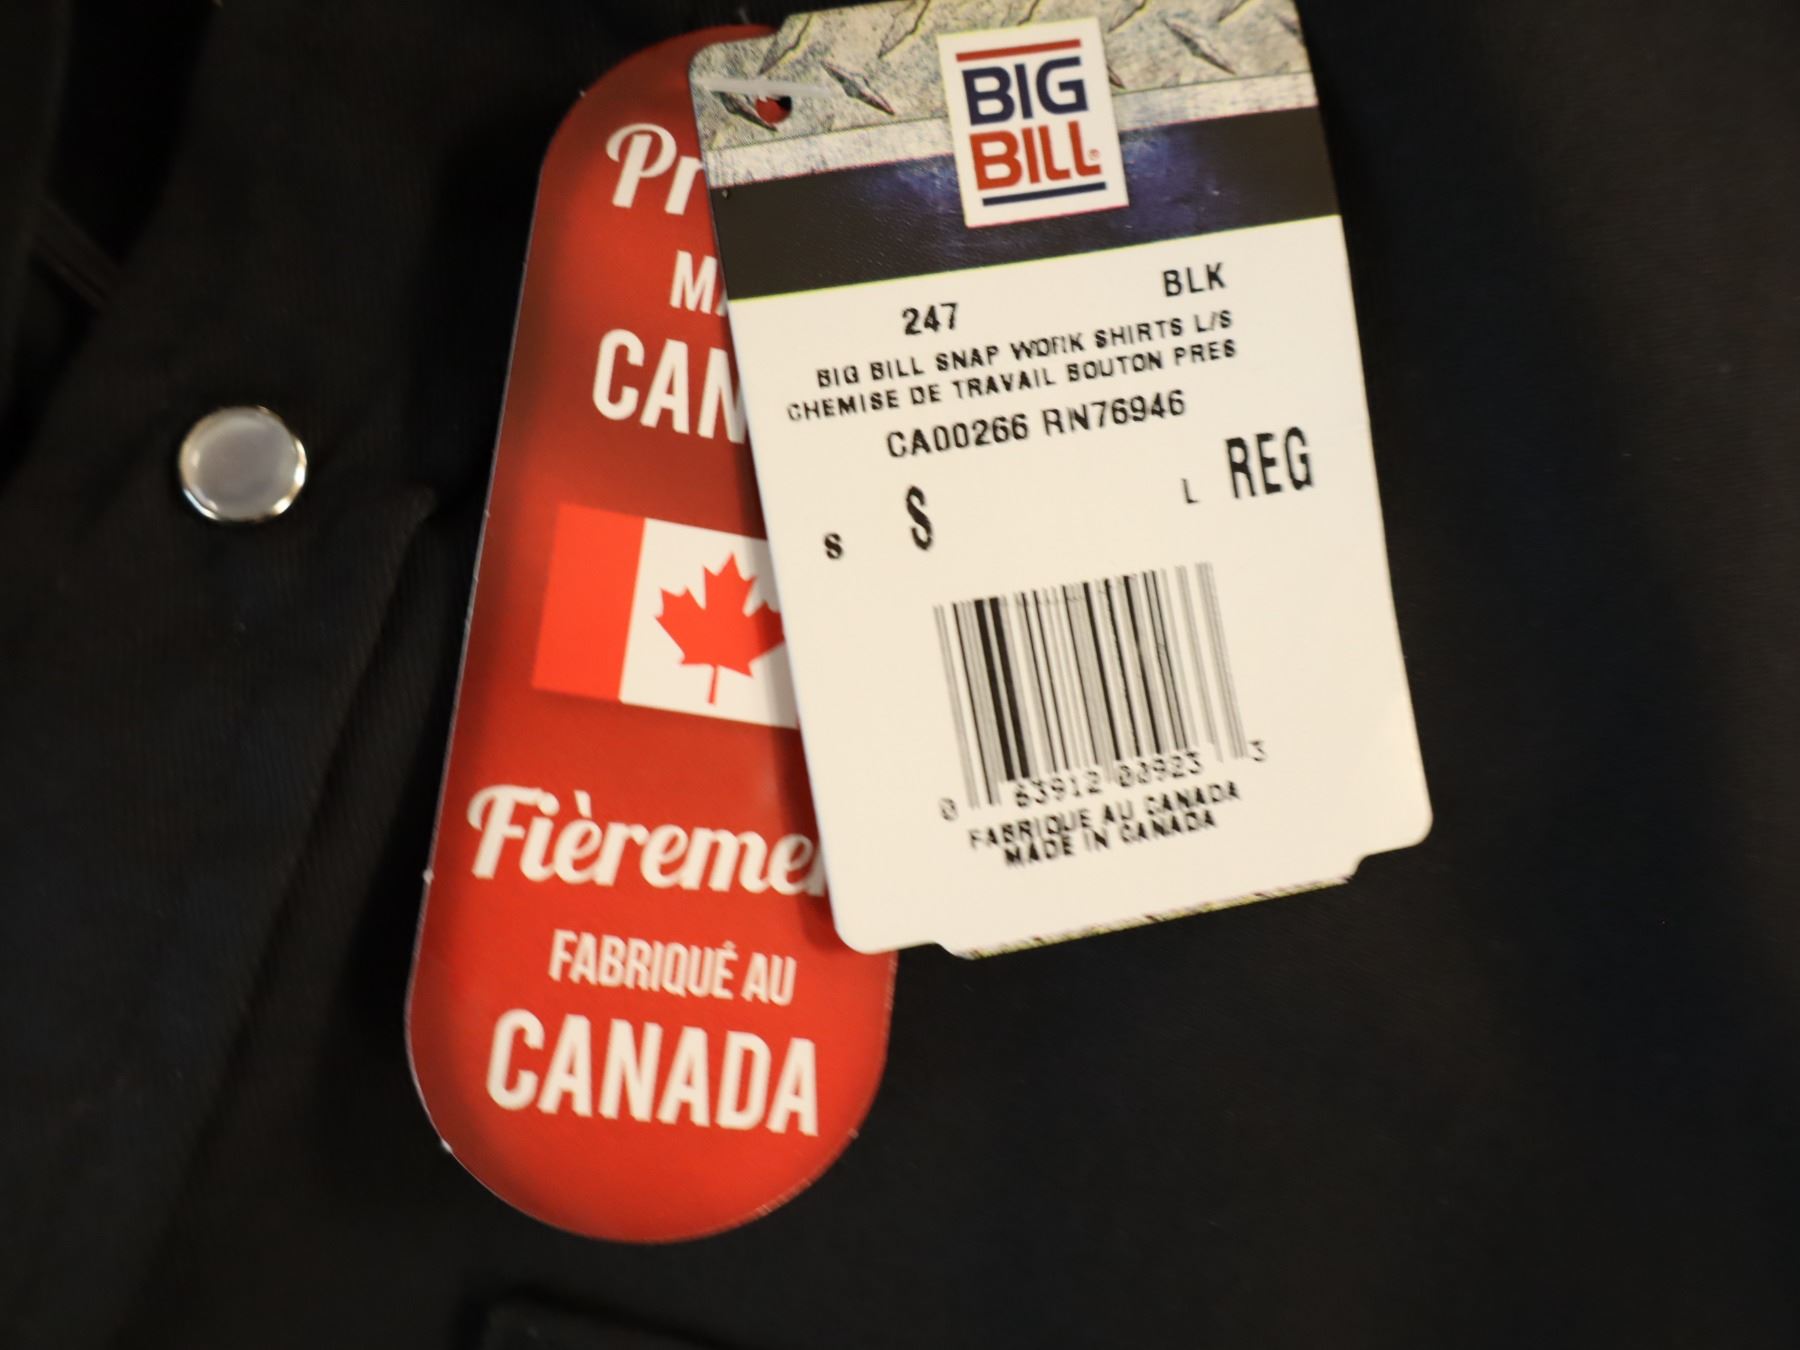 Pr
MA
CAN
Fièremen
FABRIQUÉ AU
CANADA
BIG
BILL®
247 BLK
BIG BILL SNAP WORK SHIRTS L/S
CHEMISE DE TRAVAIL BOUTON PRES
CA00266 RN76946
S S L REG
0 63912 00923 3
FABRIQUE AU CANADA
MADE IN CANADA